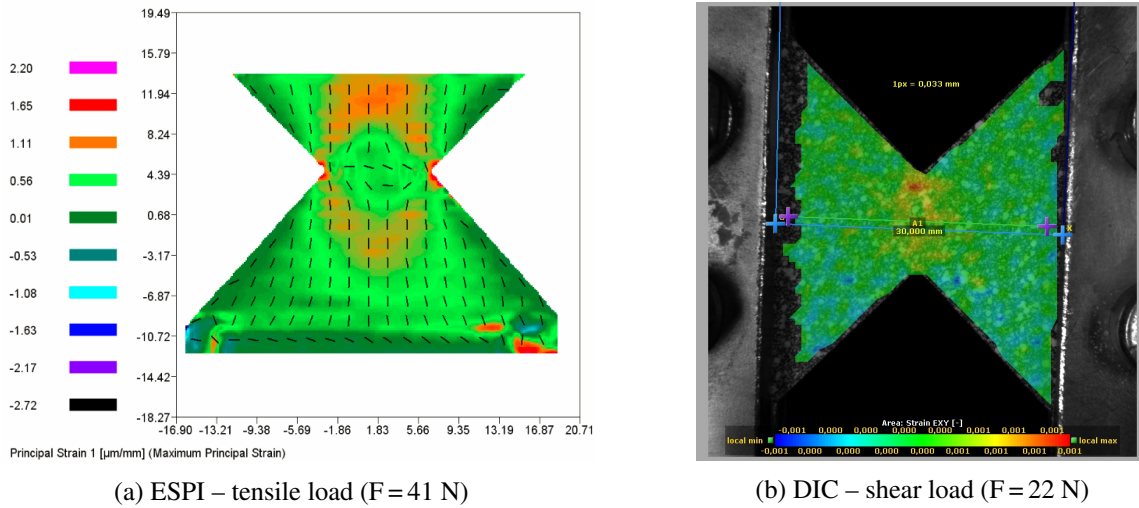 19.49
15.79
11.94
8.24
4.39
0.68
-3.17
-6.87
-10.72
-14.42
-18.27
-16.90 -13.21 -9.39 -5.69 -1.86 1.83 5.66 9.35 13.19 16.87 20.71
2.20
1.65
1.11
0.56
0.01
-0.53
-1.08
-1.63
-2.17
-2.72
Principal Strain 1 [µm/mm] (Maximum Principal Strain)
(a) ESPI – tensile load (F = 41 N)
1px = 0,033 mm
A1
30,000 mm
K
Area: Strain EXY [-]
-0,001 -0,001 0,000 0,000 0,000 0,000 0,001 0,001
local min local max
-0,001 -0,001 0,000 0,000 0,000 0,000 0,000 0,001 0,001
(b) DIC – shear load (F = 22 N)